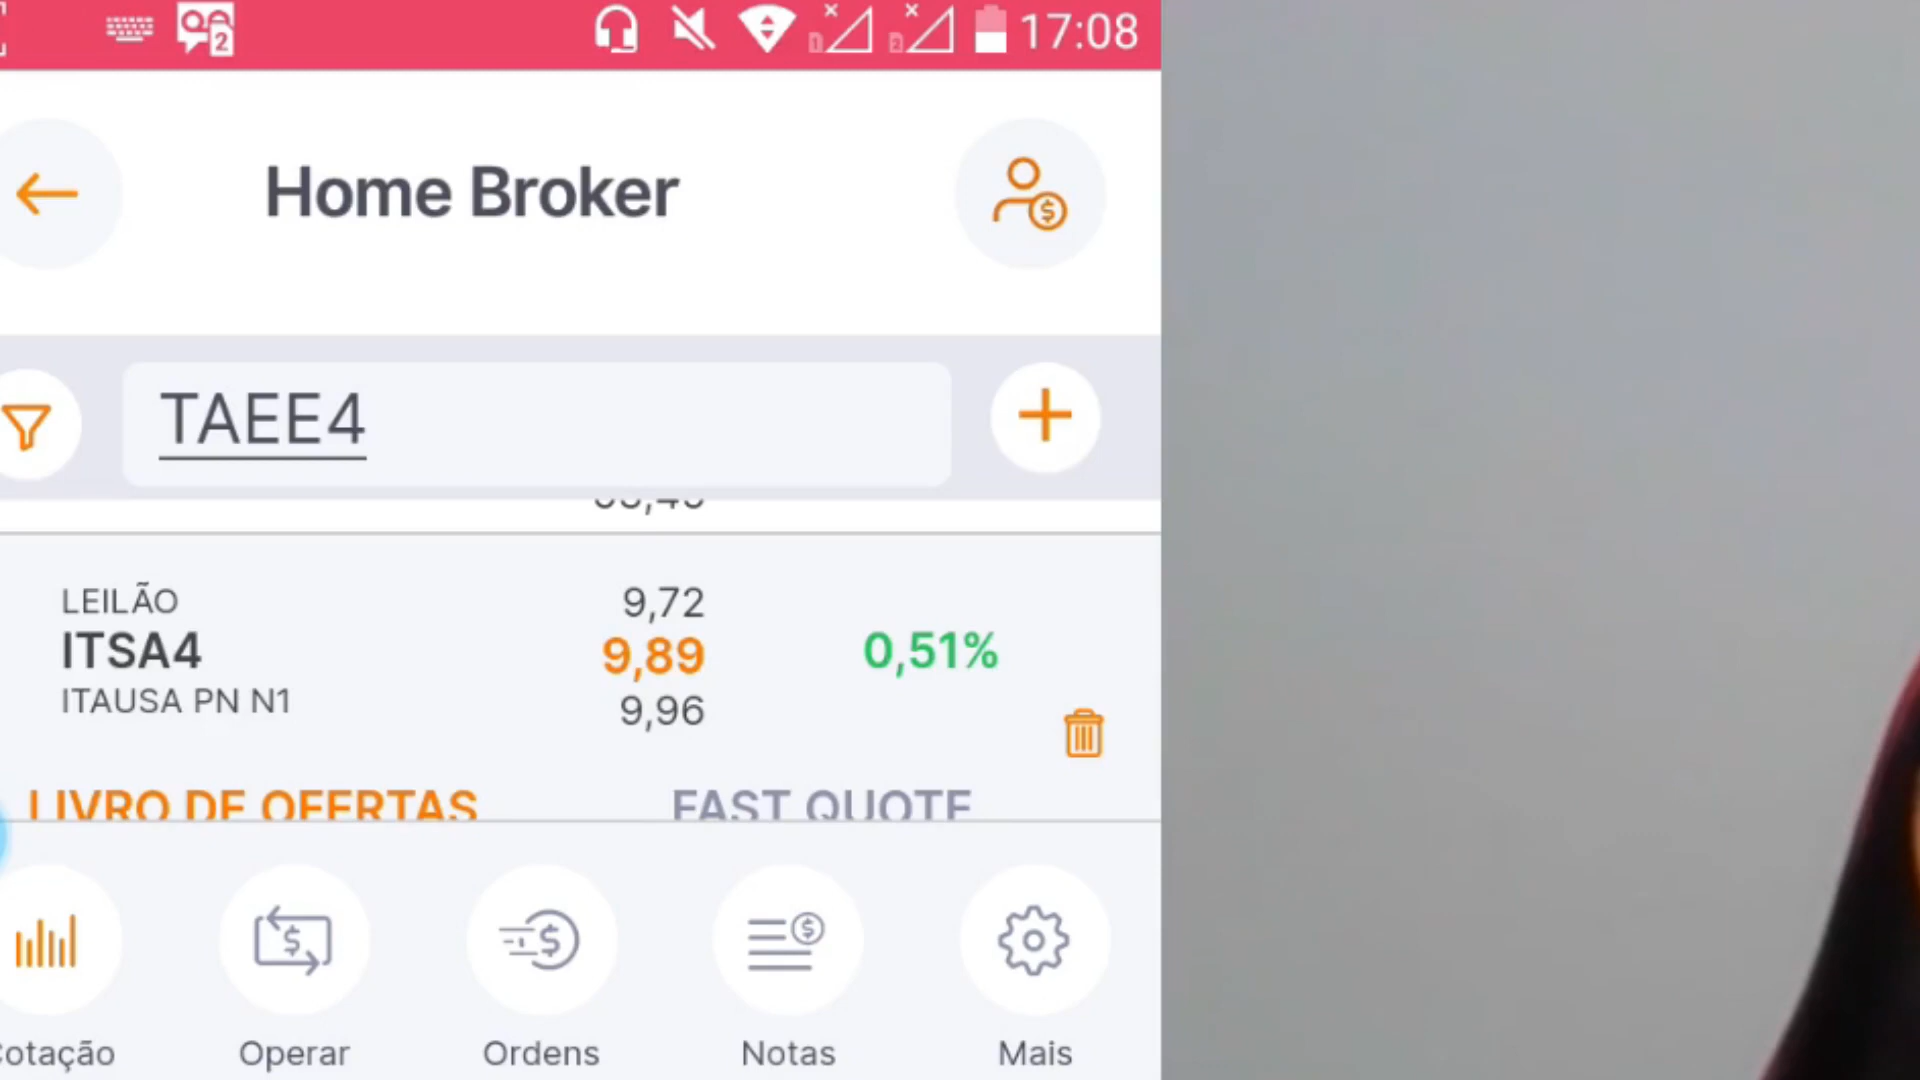 17:08
Home Broker
TAEE4
LEILÃO
9,72
ITSA4
9,89
0,51%
ITAUSA PN N1
9,96
LIVRO DE OFERTAS
FAST QUOTE
Cotação
Operar
Ordens
Notas
Mais